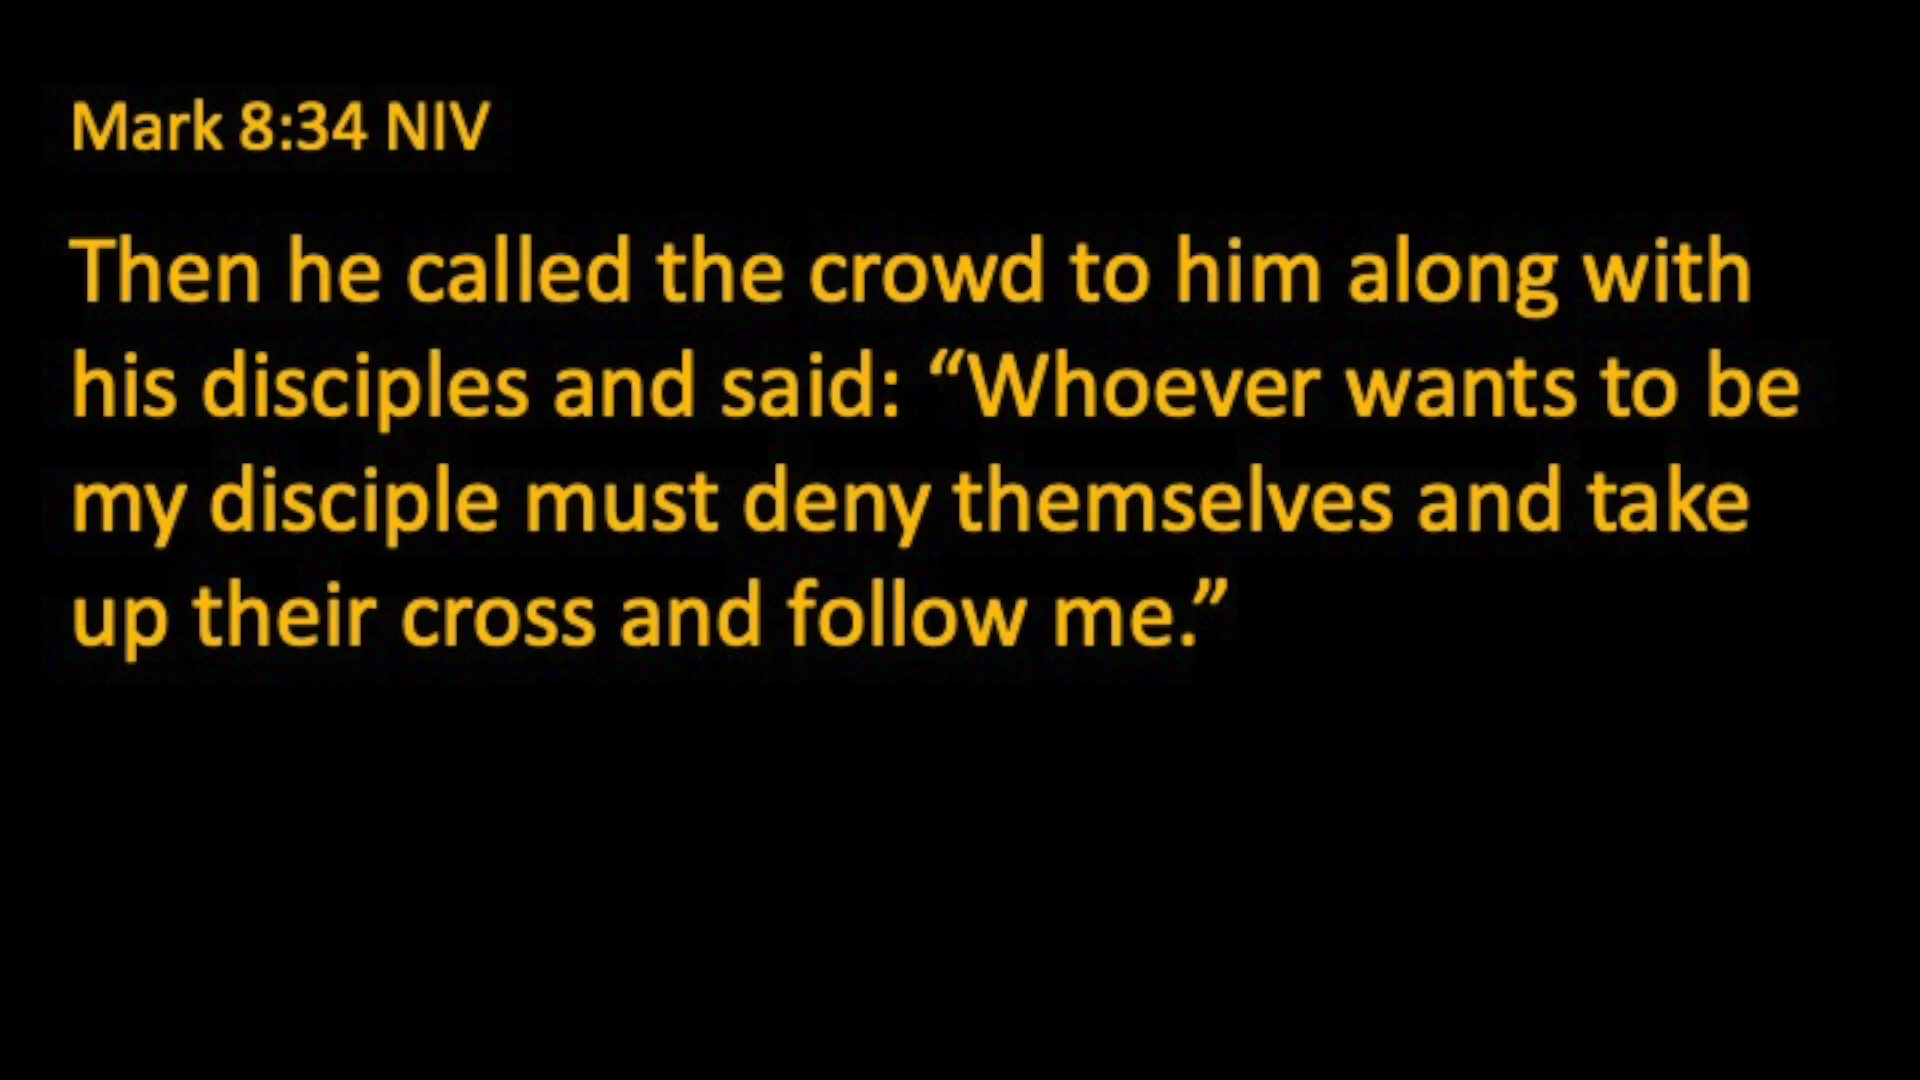 Mark 8:34 NIV
Then he called the crowd to him along with
his disciples and said: “Whoever wants to be
my disciple must deny themselves and take
up their cross and follow me.”